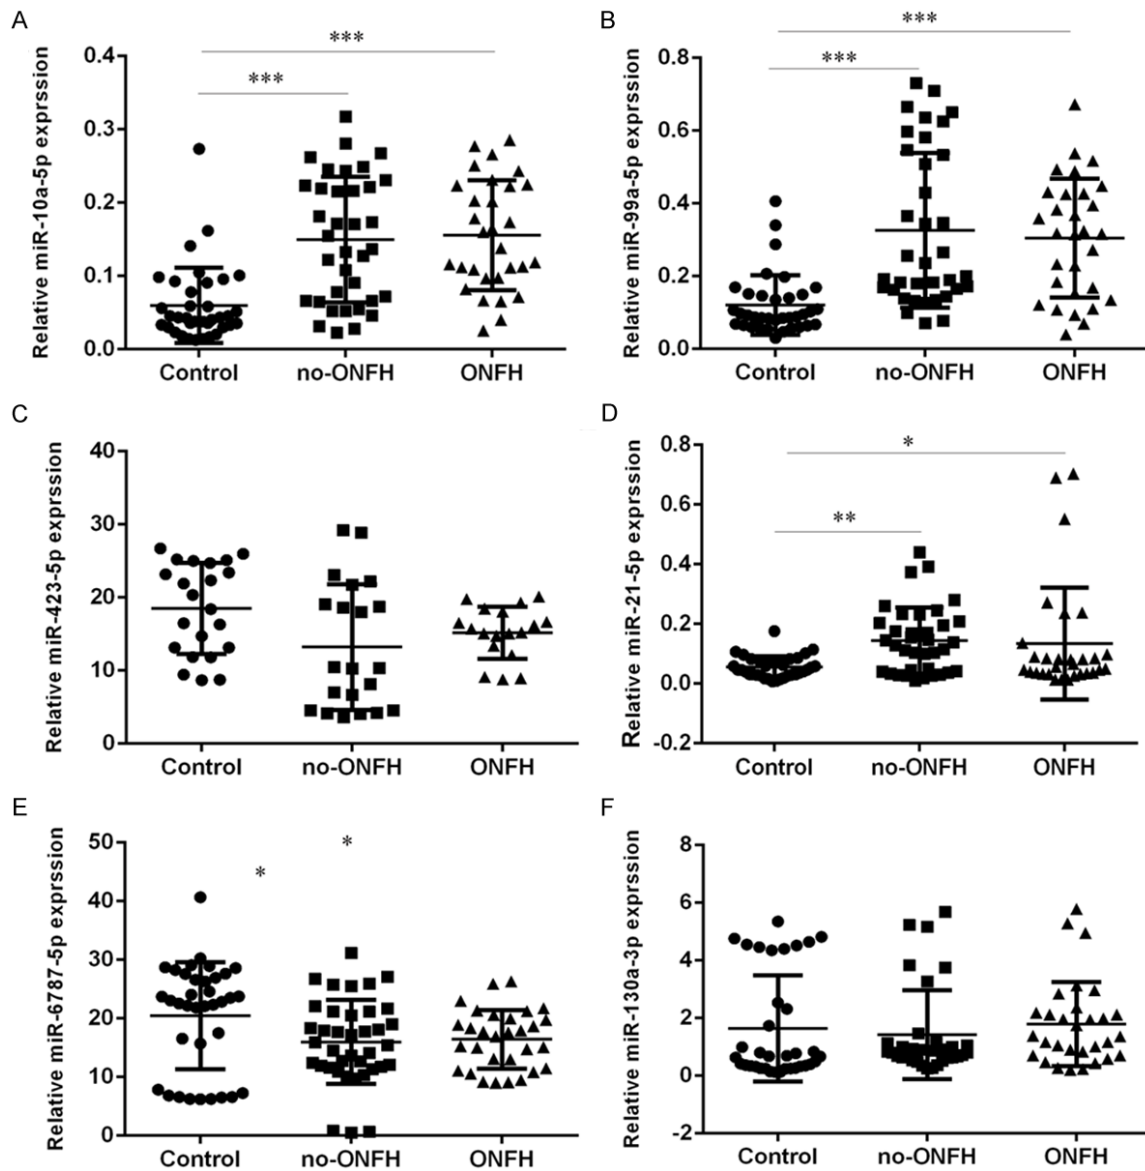 A
Relative miR-10a-5p exprssion
0.4
0.3
0.2
0.1
0.0
***
***
Control no-ONFH ONFH
B
Relative miR-99a-5p exprssion
0.8
0.6
0.4
0.2
0.0
***
***
Control no-ONFH ONFH
C
Relative miR-423-5p exprssion
40
30
20
10
0
Control no-ONFH ONFH
D
Relative miR-21-5p exprssion
0.8
0.6
0.4
0.2
0.0
-0.2
*
**
Control no-ONFH ONFH
E
Relative miR-6787-5p exprssion
50
40
30
20
10
0
*
*
Control no-ONFH ONFH
F
Relative miR-130a-3p exprssion
8
6
4
2
0
-2
Control no-ONFH ONFH